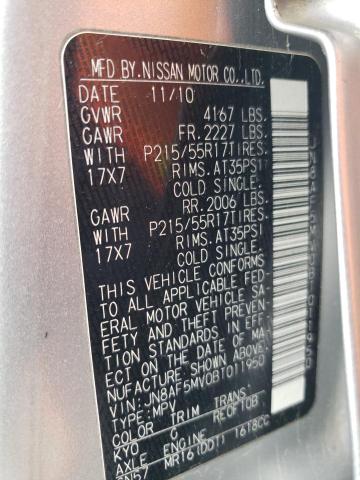 MFD BY. NISSAN MOTOR CO., LTD.
DATE 11/10
GVWR 4167 LBS.
GAWR FR. 2227 LBS.
WITH P215/55R17TIRES.
17X7 RIMS. AT35PSI
COLD SINGLE.
GAWR RR. 2006 LBS.
WITH P215/55R17TIRES.
17X7 RIMS. AT35PSI
COLD SINGLE.
THIS VEHICLE CONFORMS
TO ALL APPLICABLE FED-
ERAL MOTOR VEHICLE SA-
FETY AND THEFT PREVEN-
TION STANDARDS IN EFF-
ECT ON THE DATE OF MA-
NUFACTURE SHOWN ABOVE.
VIN: JN8AF5MV0BT011950
TYPE: MPV
COLOR TRIM TRANS
KYO G RE0F10B
AXLE ENGINE
MR16(DDT) 1618CC
JN8AF5MV0BT011950